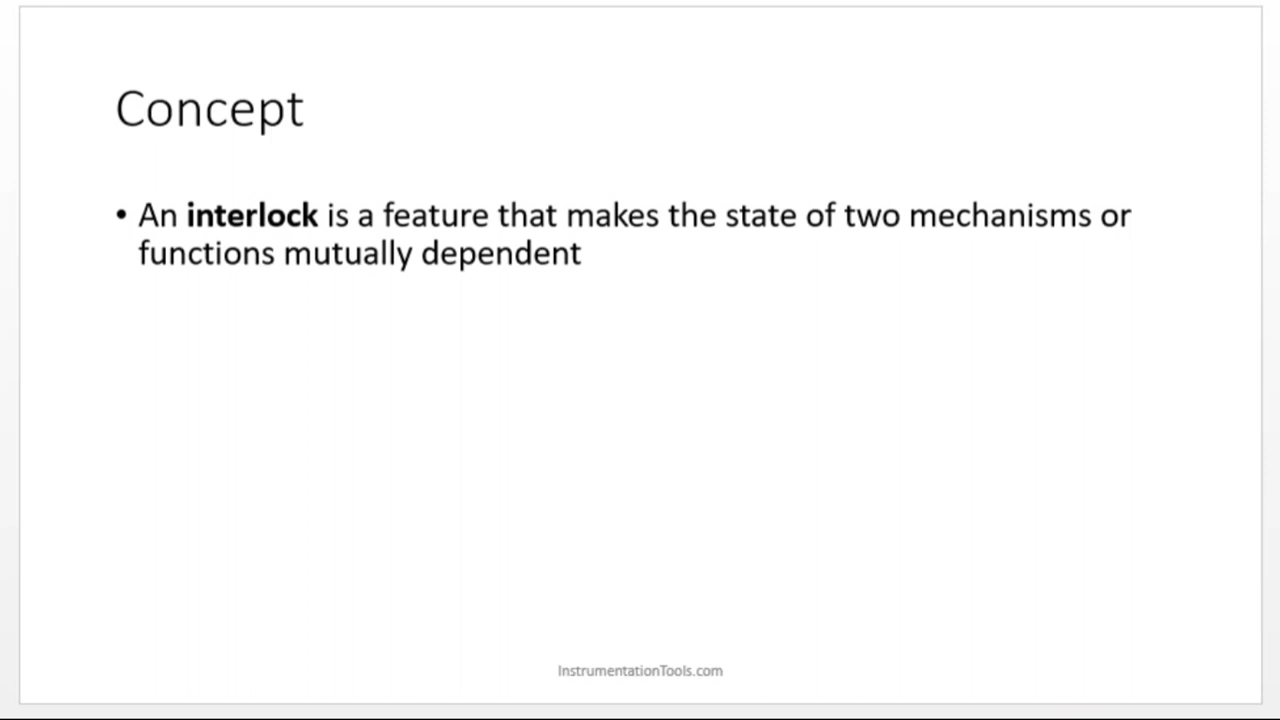 Concept
• An interlock is a feature that makes the state of two mechanisms or
functions mutually dependent
InstrumentationTools.com